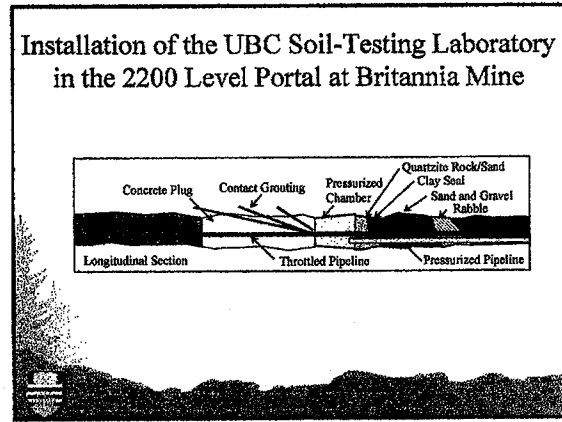 Installation of the UBC Soil-Testing Laboratory
in the 2200 Level Portal at Britannia Mine
Quartzite Rock/Sand
Clay Seal
Sand and Gravel
Rabble
Pressurized
Chamber
Contact Grouting
Concrete Plug
Longitudinal Section
Throttled Pipeline
Pressurized Pipeline